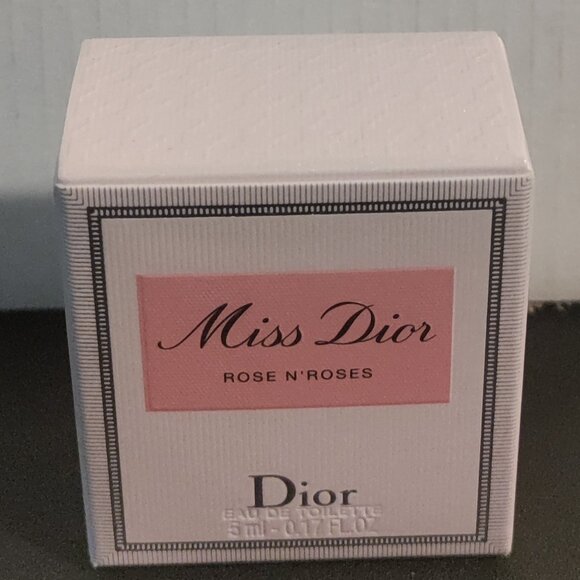 Miss Dior
ROSE N'ROSES
Dior
EAU DE TOILETTE
5 ml - 0.17 FL.OZ